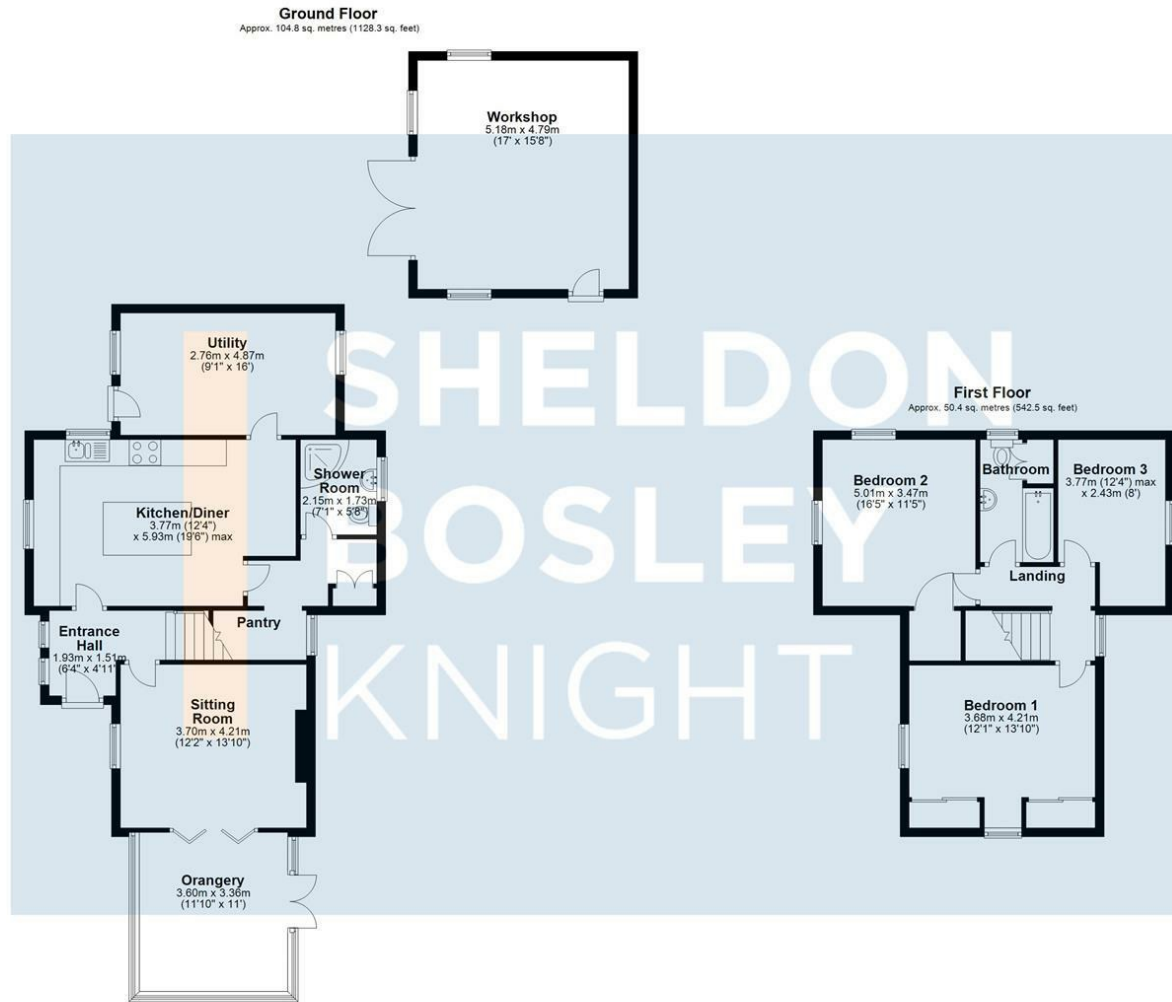 Ground Floor
Approx. 104.8 sq. metres (1128.3 sq. feet)
Workshop
5.18m x 4.79m
(17' x 15'8")
Utility
2.76m x 4.87m
(9'1" x 16')
Shower
Room
2.15m x 1.73m
(7'1" x 5'8")
Kitchen/Diner
3.77m (12'4")
x 5.93m (19'6") max
Pantry
Entrance
Hall
1.93m x 1.51m
(6'4" x 4'11")
Sitting
Room
3.70m x 4.21m
(12'2" x 13'10")
Orangery
3.60m x 3.36m
(11'10" x 11')
SHELDON
BOSLEY
KNIGHT
First Floor
Approx. 50.4 sq. metres (542.5 sq. feet)
Bedroom 2
5.01m x 3.47m
(16'5" x 11'5")
Bathroom
Bedroom 3
3.77m (12'4") max
x 2.43m (8')
Landing
Bedroom 1
3.68m x 4.21m
(12'1" x 13'10")